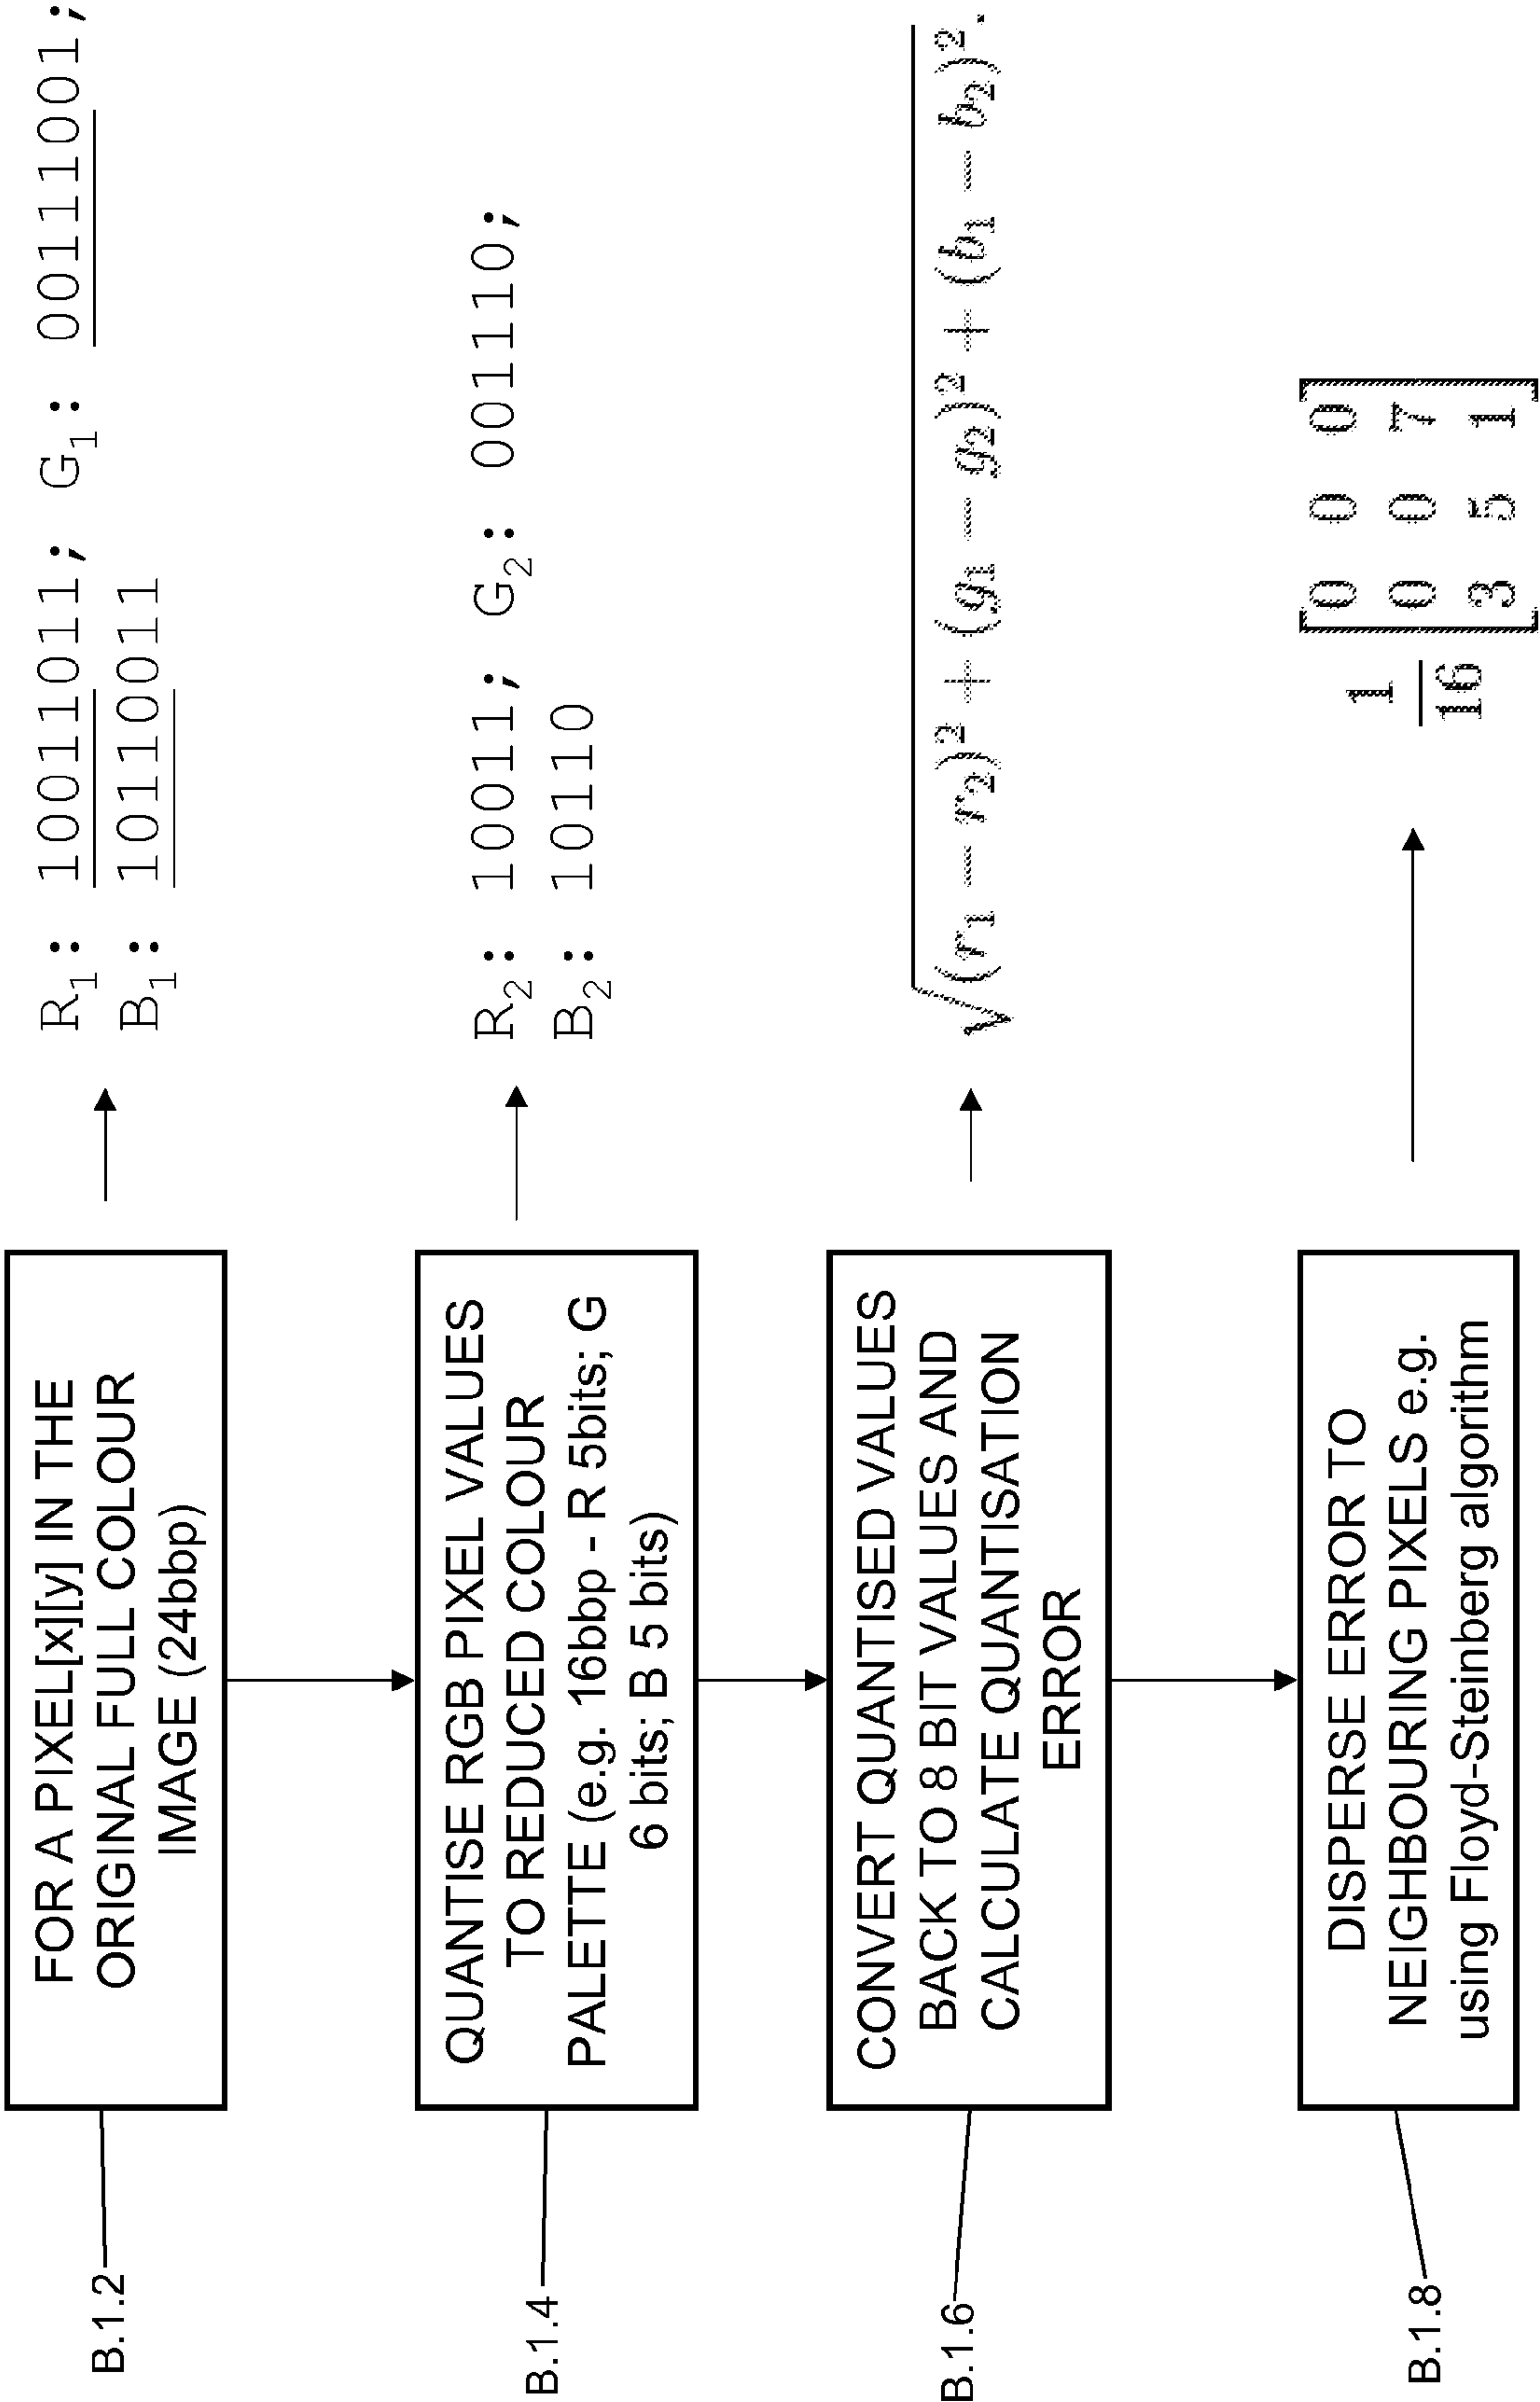 B.1.2
FOR A PIXEL[x][y] IN THE
ORIGINAL FULL COLOUR
IMAGE (24bbp)
R₁: 10011011; G₁: 00111001;
B₁: 10110011
B.1.4
QUANTISE RGB PIXEL VALUES
TO REDUCED COLOUR
PALETTE (e.g. 16bbp - R 5bits; G
6 bits; B 5 bits)
R₂: 10011; G₂: 001110;
B₂: 10110
B.1.6
CONVERT QUANTISED VALUES
BACK TO 8 BIT VALUES AND
CALCULATE QUANTISATION
ERROR
√(r₁ − r₂)² + (g₁ − g₂)² + (b₁ − b₂)².
B.1.8
DISPERSE ERROR TO
NEIGHBOURING PIXELS e.g.
using Floyd-Steinberg algorithm
1
16
0 0 0
0 0 7
3 5 1